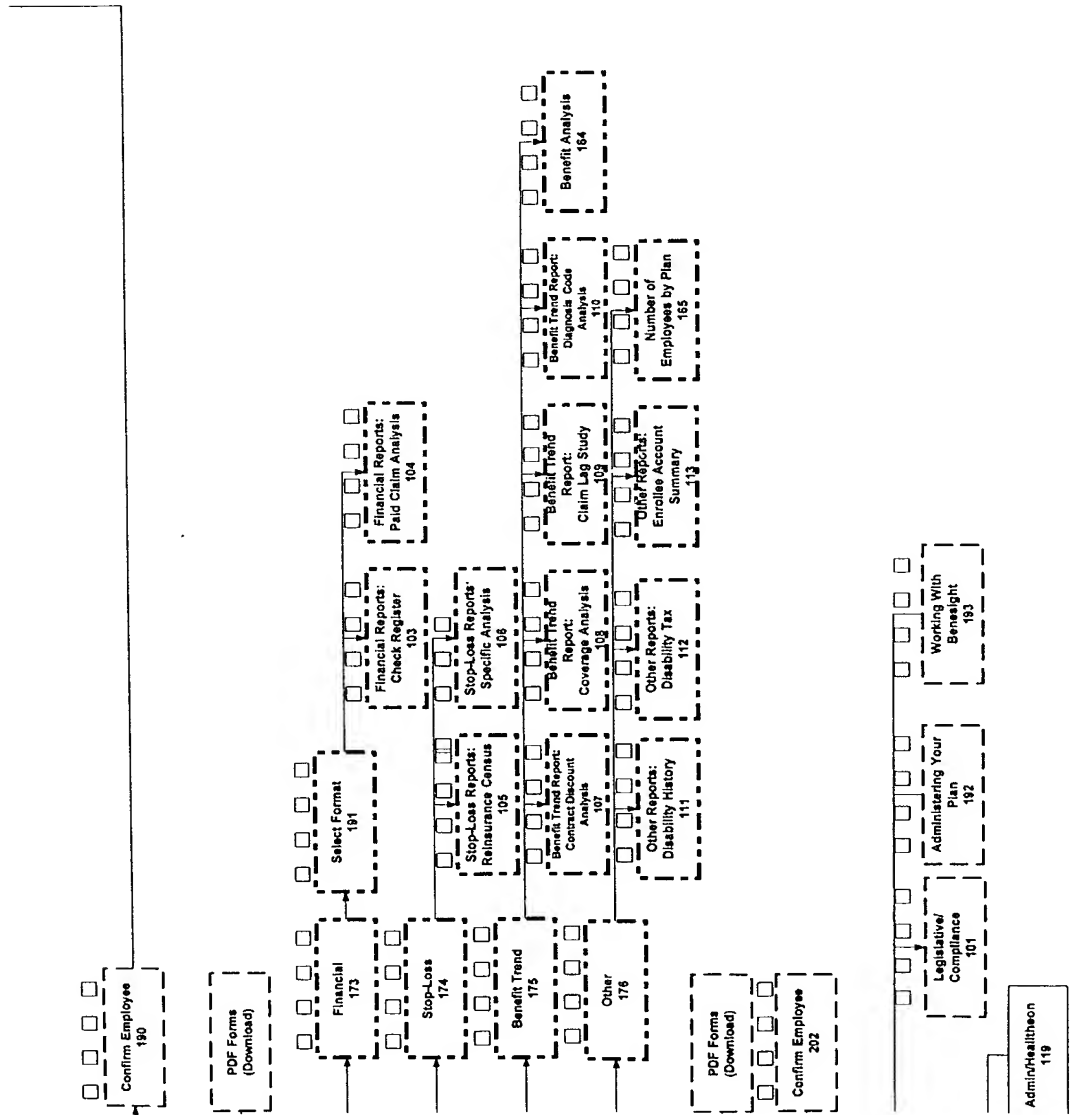 Confirm Employee
190
PDF Forms
(Download)
Financial
173
Select Format
191
Financial Reports:
Check Register
103
Financial Reports:
Paid Claim Analysis
104
Stop-Loss
174
Stop-Loss Reports:
Reinsurance Census
105
Stop-Loss Reports:
Specific Analysis
106
Benefit Trend
175
Benefit Trend Report:
Contract Discount
Analysis
107
Benefit Trend
Report:
Coverage Analysis
108
Benefit Trend
Report:
Claim Lag Study
109
Benefit Trend Report:
Diagnosis Code
Analysis
110
Benefit Analysis
164
Other
176
Other Reports:
Disability History
111
Other Reports:
Disability Tax
112
Other Reports:
Enrollee Account
Summary
113
Number of
Employees by Plan
165
PDF Forms
(Download)
Confirm Employee
202
Legislative/
Compliance
101
Administering Your
Plan
192
Working With
Benesight
193
Admin/Healltheon
119